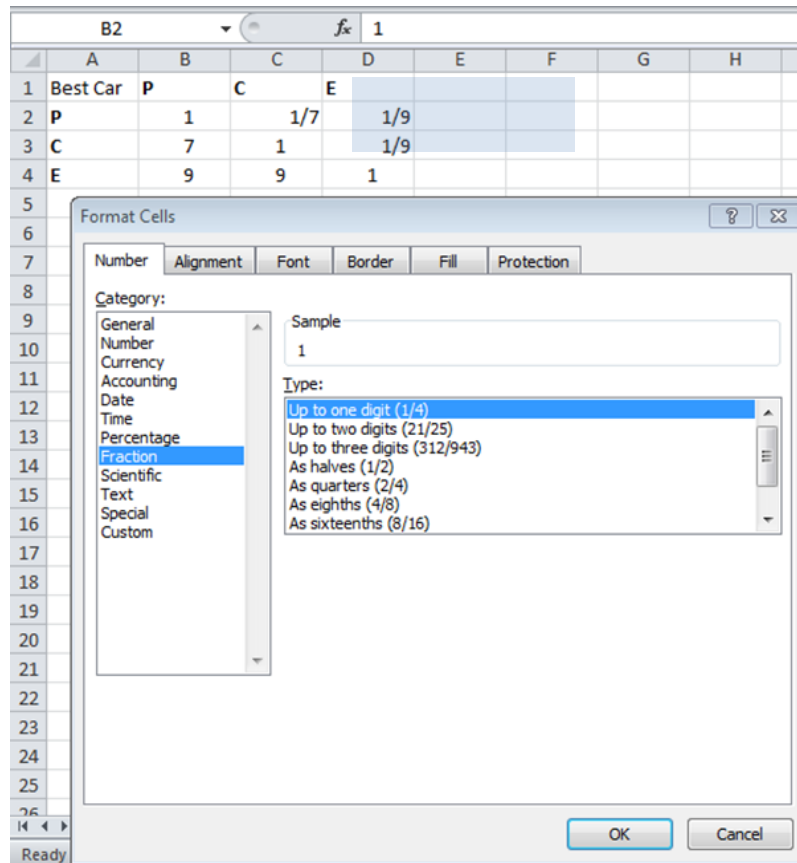 B2 fx 1
A B C D E F G H
1 Best Car P C E
2 P 1 1/7 1/9
3 C 7 1 1/9
4 E 9 9 1
5
6
7
8
9
10
11
12
13
14
15
16
17
18
19
20
21
22
23
24
25
26
Format Cells
Number Alignment Font Border Fill Protection
Category:
General
Number
Currency
Accounting
Date
Time
Percentage
Fraction
Scientific
Text
Special
Custom
Sample
1
Type:
Up to one digit (1/4)
Up to two digits (21/25)
Up to three digits (312/943)
As halves (1/2)
As quarters (2/4)
As eighths (4/8)
As sixteenths (8/16)
OK Cancel
Ready